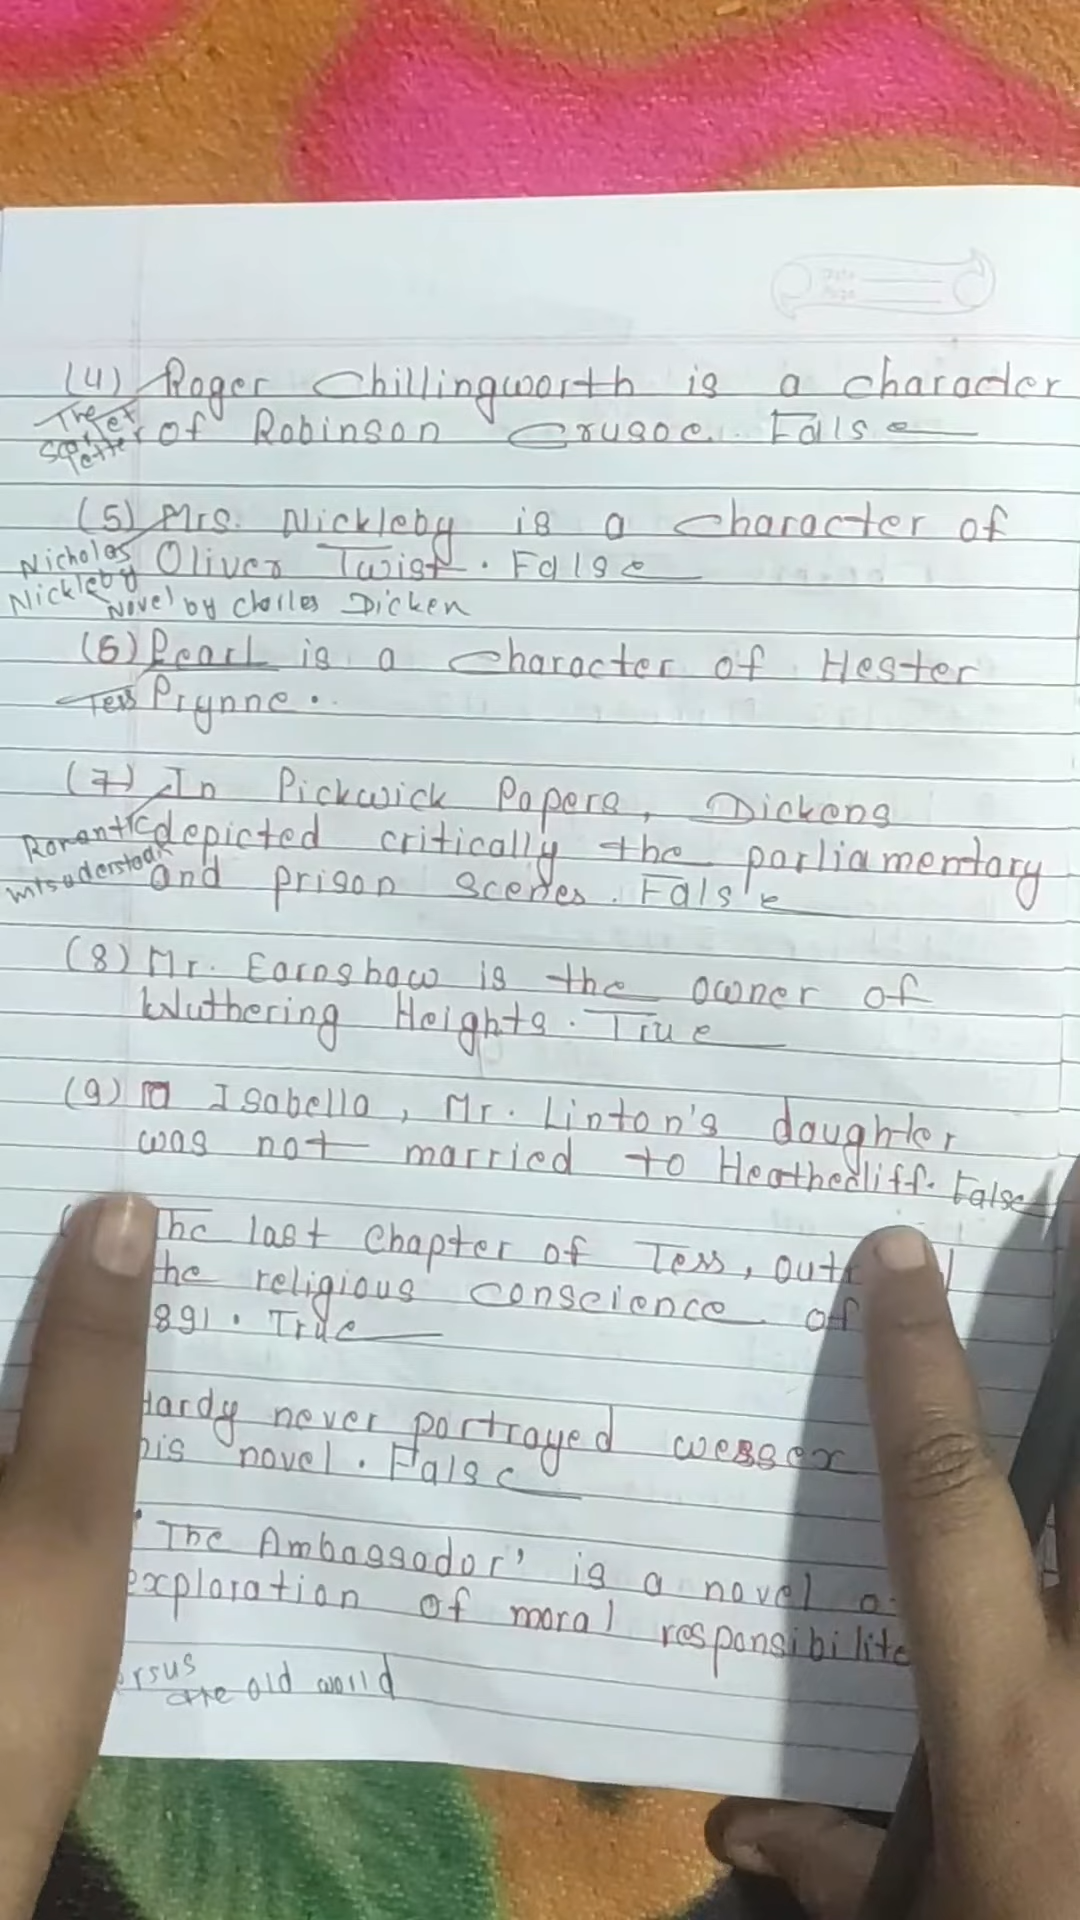 Date
Page
(4) Roger Chillingworth is a character
The Scarlet Letter of Robinson Crusoe. False
(5) Mrs. Nickleby is a character of
Nicholas Oliver Twist. False
Nickleby Novel by Charles Dicken
(6) Pearl is a character of Hester
Tess Prynne.
(7) In Pickwick Papers, Dickens
Romantic depicted critically the parliamentary
and prison scenes. False
(8) Mr. Earnshaw is the owner of
Wuthering Heights. True
(9) Isabella, Mr. Linton's daughter
was not married to Heathcliff. False
The last chapter of Tess,
the religious conscience of
891. True
Hardy never portrayed wessex
his novel. False
'The Ambassador' is a novel
exploration of moral
old world